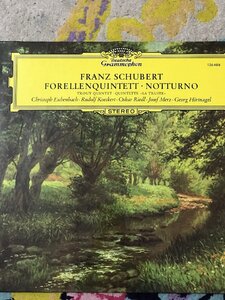 Deutsche
Grammophon
FRANZ SCHUBERT
FORELLENQUINTETT · NOTTURNO
TROUT QUINTET · QUINTETTE «LA TRUITE»
Christoph Eschenbach · Rudolf Koeckert · Oskar Riedl · Josef Merz · Georg Hörtnagel
STEREO